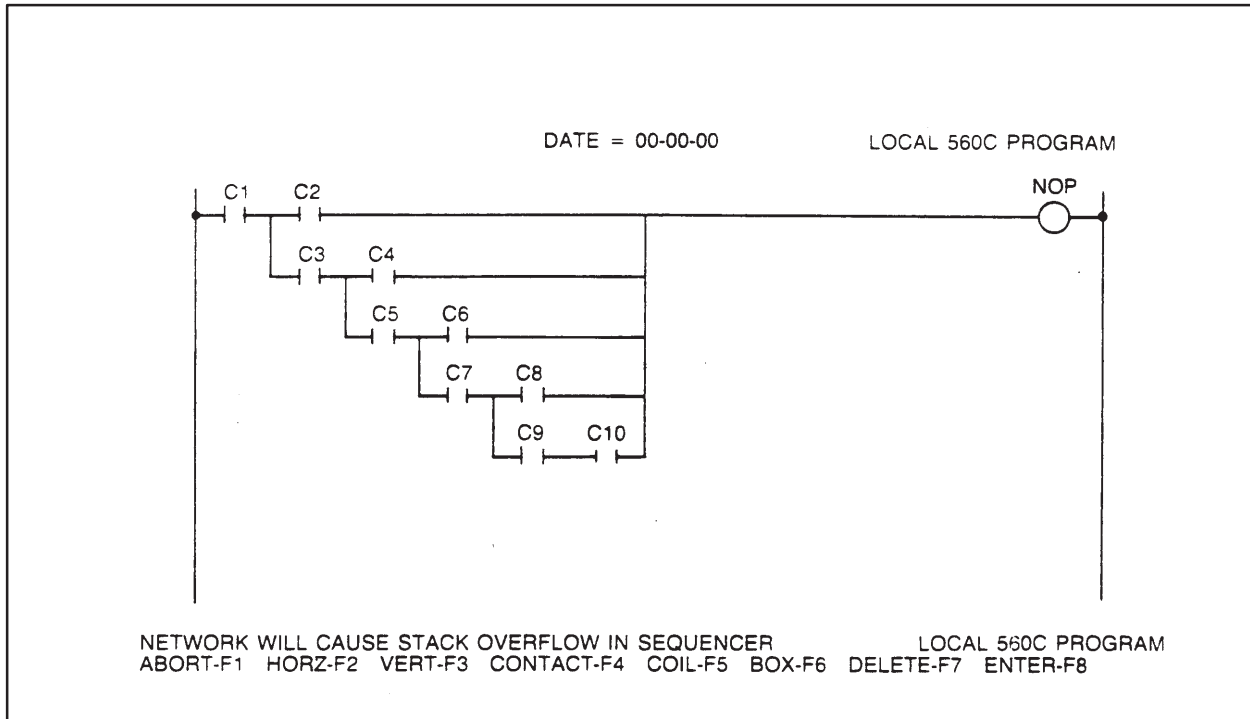 DATE = 00-00-00 LOCAL 560C PROGRAM
NOP
C1 C2
C3 C4
C5 C6
C7 C8
C9 C10
NETWORK WILL CAUSE STACK OVERFLOW IN SEQUENCER LOCAL 560C PROGRAM
ABORT-F1 HORZ-F2 VERT-F3 CONTACT-F4 COIL-F5 BOX-F6 DELETE-F7 ENTER-F8